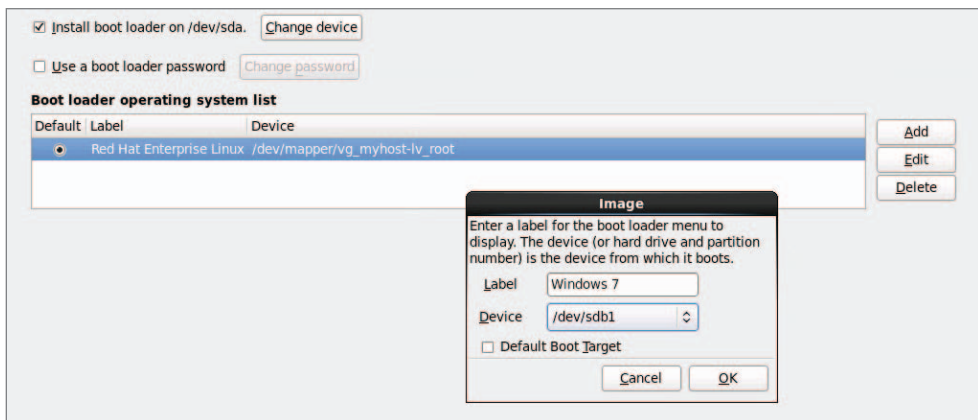 Install boot loader on /dev/sda. Change device
Use a boot loader password Change password
Boot loader operating system list
Default Label Device
Red Hat Enterprise Linux /dev/mapper/vg_myhost-lv_root
Add
Edit
Delete
Image
Enter a label for the boot loader menu to
display. The device (or hard drive and partition
number) is the device from which it boots.
Label Windows 7
Device /dev/sdb1
Default Boot Target
Cancel OK